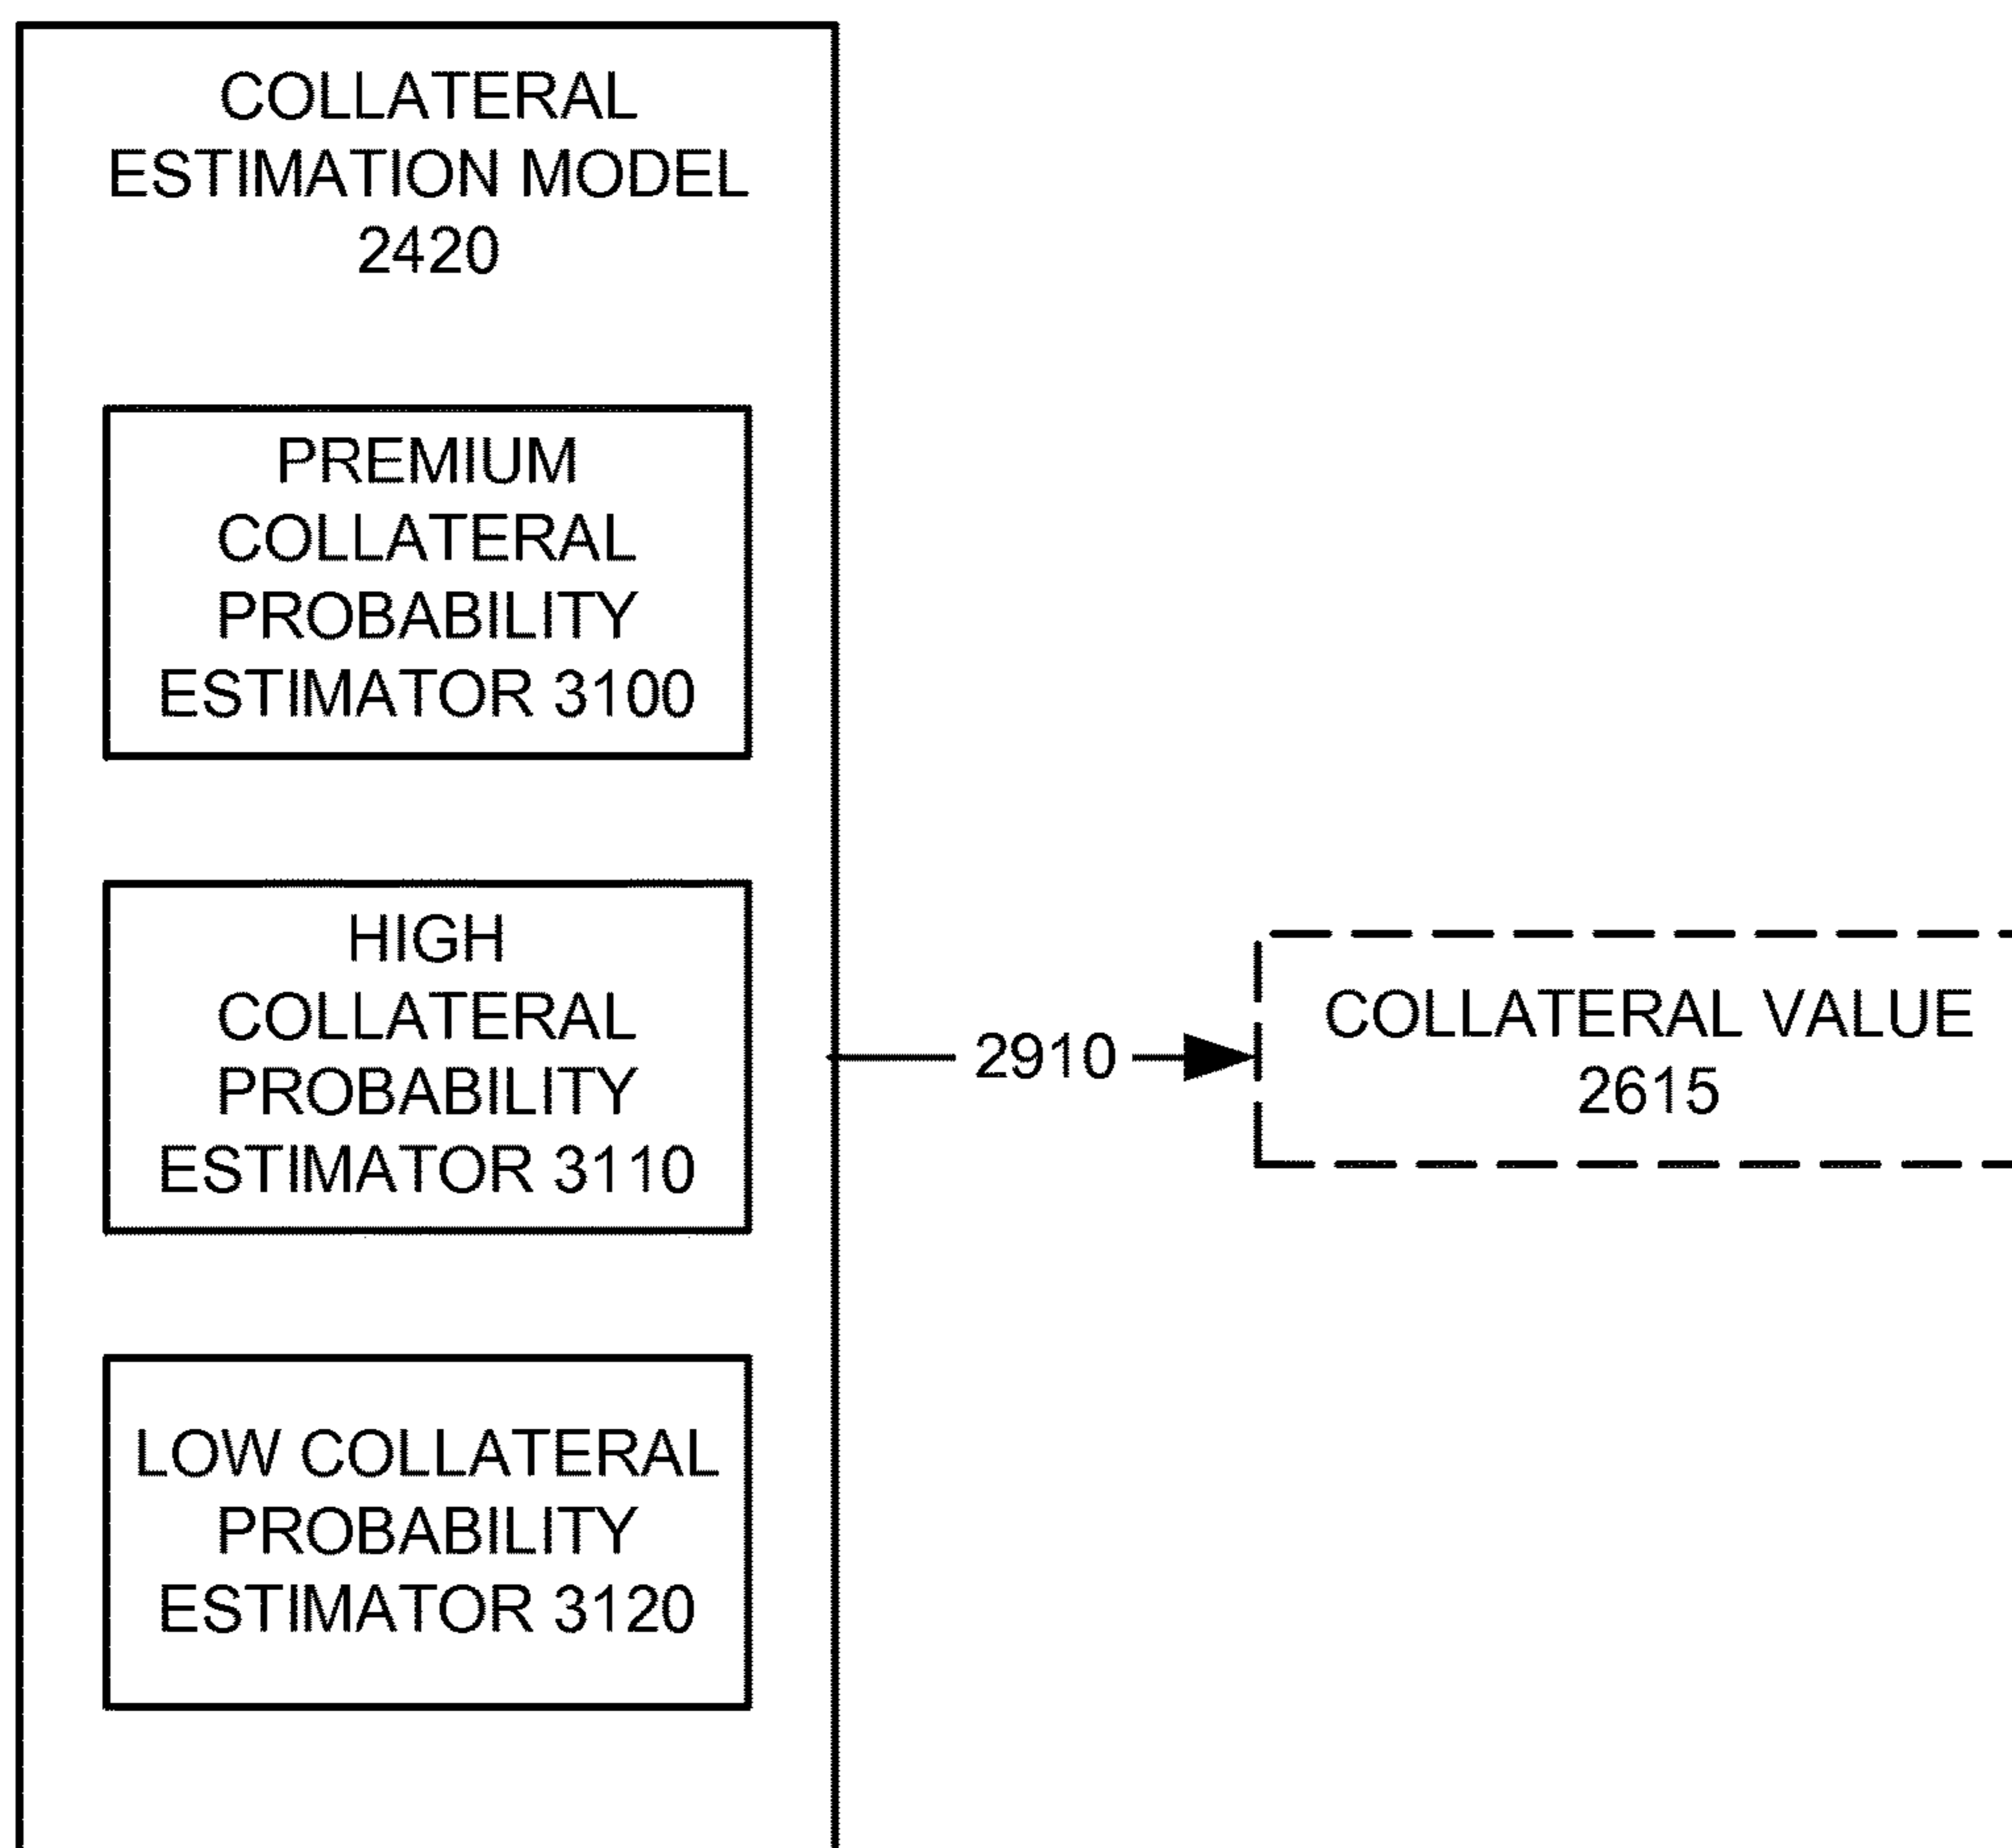 COLLATERAL
ESTIMATION MODEL
2420
PREMIUM
COLLATERAL
PROBABILITY
ESTIMATOR 3100
HIGH
COLLATERAL
PROBABILITY
ESTIMATOR 3110
LOW COLLATERAL
PROBABILITY
ESTIMATOR 3120
2910
COLLATERAL VALUE
2615